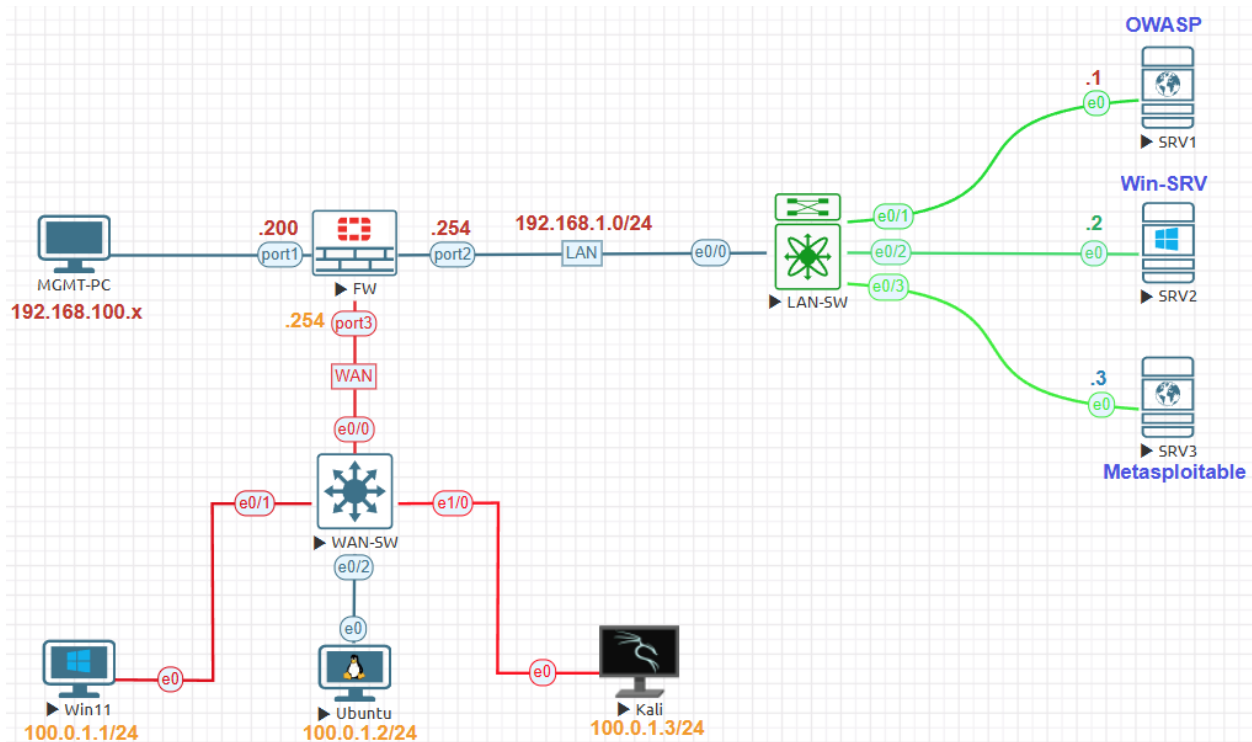 OWASP
.1
e0
SRV1
Win-SRV
e0/1
.200
.254
192.168.1.0/24
.2
port1
port2
LAN
e0/0
e0/2
e0
MGMT-PC
FW
e0/3
LAN-SW
SRV2
192.168.100.x
.254
port3
WAN
.3
e0
e0/0
SRV3
Metasploitable
e0/1
e1/0
WAN-SW
e0/2
e0
e0
e0
Win11
Ubuntu
Kali
100.0.1.1/24
100.0.1.2/24
100.0.1.3/24